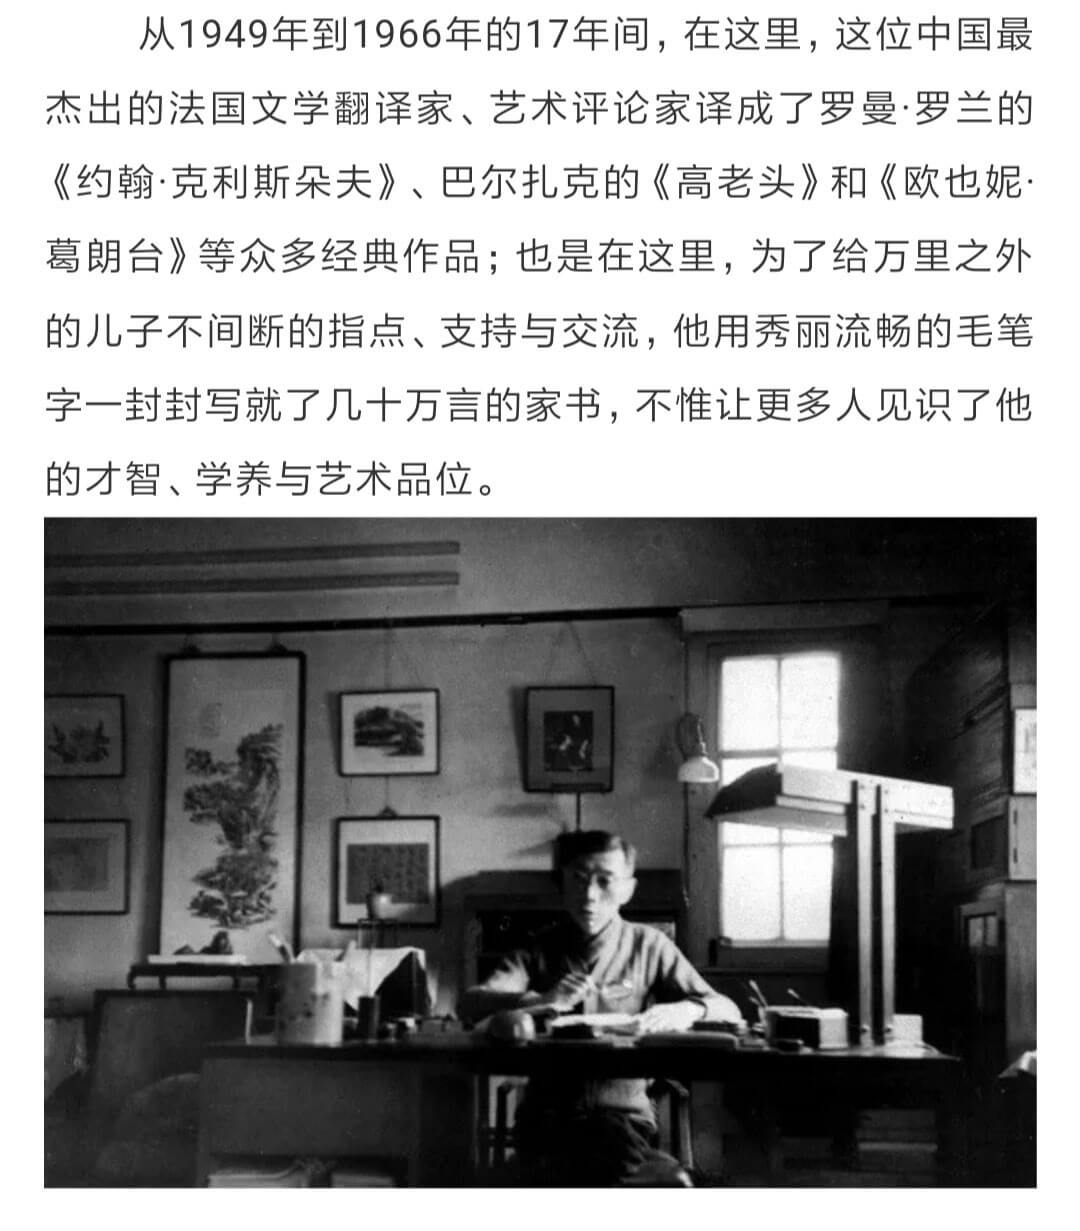 从1949年到1966年的17年间，在这里，这位中国最
杰出的法国文学翻译家、艺术评论家译成了罗曼·罗兰的
《约翰·克利斯朵夫》、巴尔扎克的《高老头》和《欧也妮·
葛朗台》等众多经典作品；也是在这里，为了给万里之外
的儿子不间断的指点、支持与交流，他用秀丽流畅的毛笔
字一封封写就了几十万言的家书，不惟让更多人见识了他
的才智、学养与艺术品位。